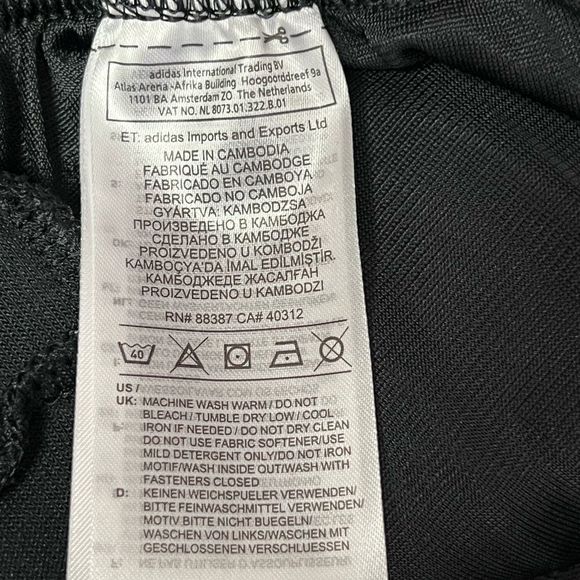 adidas International Trading BV
Atlas Arena - Afrika Building Hoogoorddreef 9a
1101 BA Amsterdam ZO The Netherlands
VAT NO. NL 8073.01.322.B.01
ET: adidas Imports and Exports Ltd
MADE IN CAMBODIA
FABRIQUÉ AU CAMBODGE
FABRICADO EN CAMBOYA
FABRICADO NO CAMBOJA
GYÁRTVA: KAMBODZSA
ПРОИЗВЕДЕНО В КАМБОДЖА
СДЕЛАНО В КАМБОДЖЕ
PROIZVEDENO U KOMBODŽI
KAMBOÇYA'DA İMAL EDİLMİŞTİR.
КАМБОДЖЕДЕ ЖАСАЛҒАН
PROIZVEDENO U KAMBODZI
RN# 88387 CA# 40312
40
US /
UK: MACHINE WASH WARM / DO NOT
BLEACH / TUMBLE DRY LOW / COOL
IRON IF NEEDED / DO NOT DRY CLEAN
DO NOT USE FABRIC SOFTENER/USE
MILD DETERGENT ONLY/DO NOT IRON
MOTIF/WASH INSIDE OUT/WASH WITH
FASTENERS CLOSED
D: KEINEN WEICHSPUELER VERWENDEN/
BITTE FEINWASCHMITTEL VERWENDEN/
MOTIV BITTE NICHT BUEGELN/
WASCHEN VON LINKS/WASCHEN MIT
GESCHLOSSENEN VERSCHLUESSEN